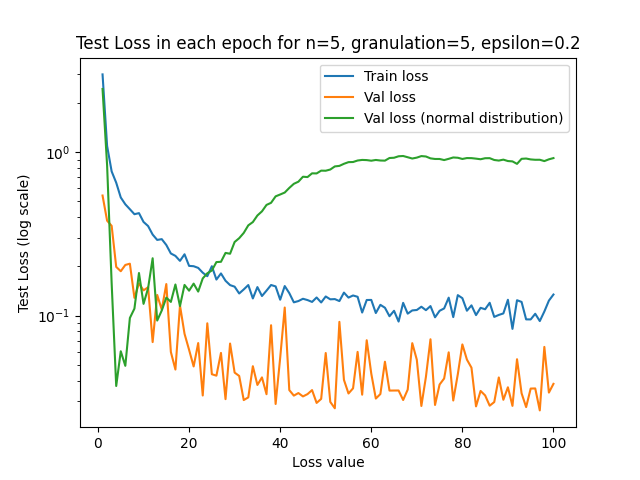 Test Loss in each epoch for n=5, granulation=5, epsilon=0.2
Train loss
Val loss
Val loss (normal distribution)
Test Loss (log scale)
10⁰
10⁻¹
0 20 40 60 80 100
Loss value